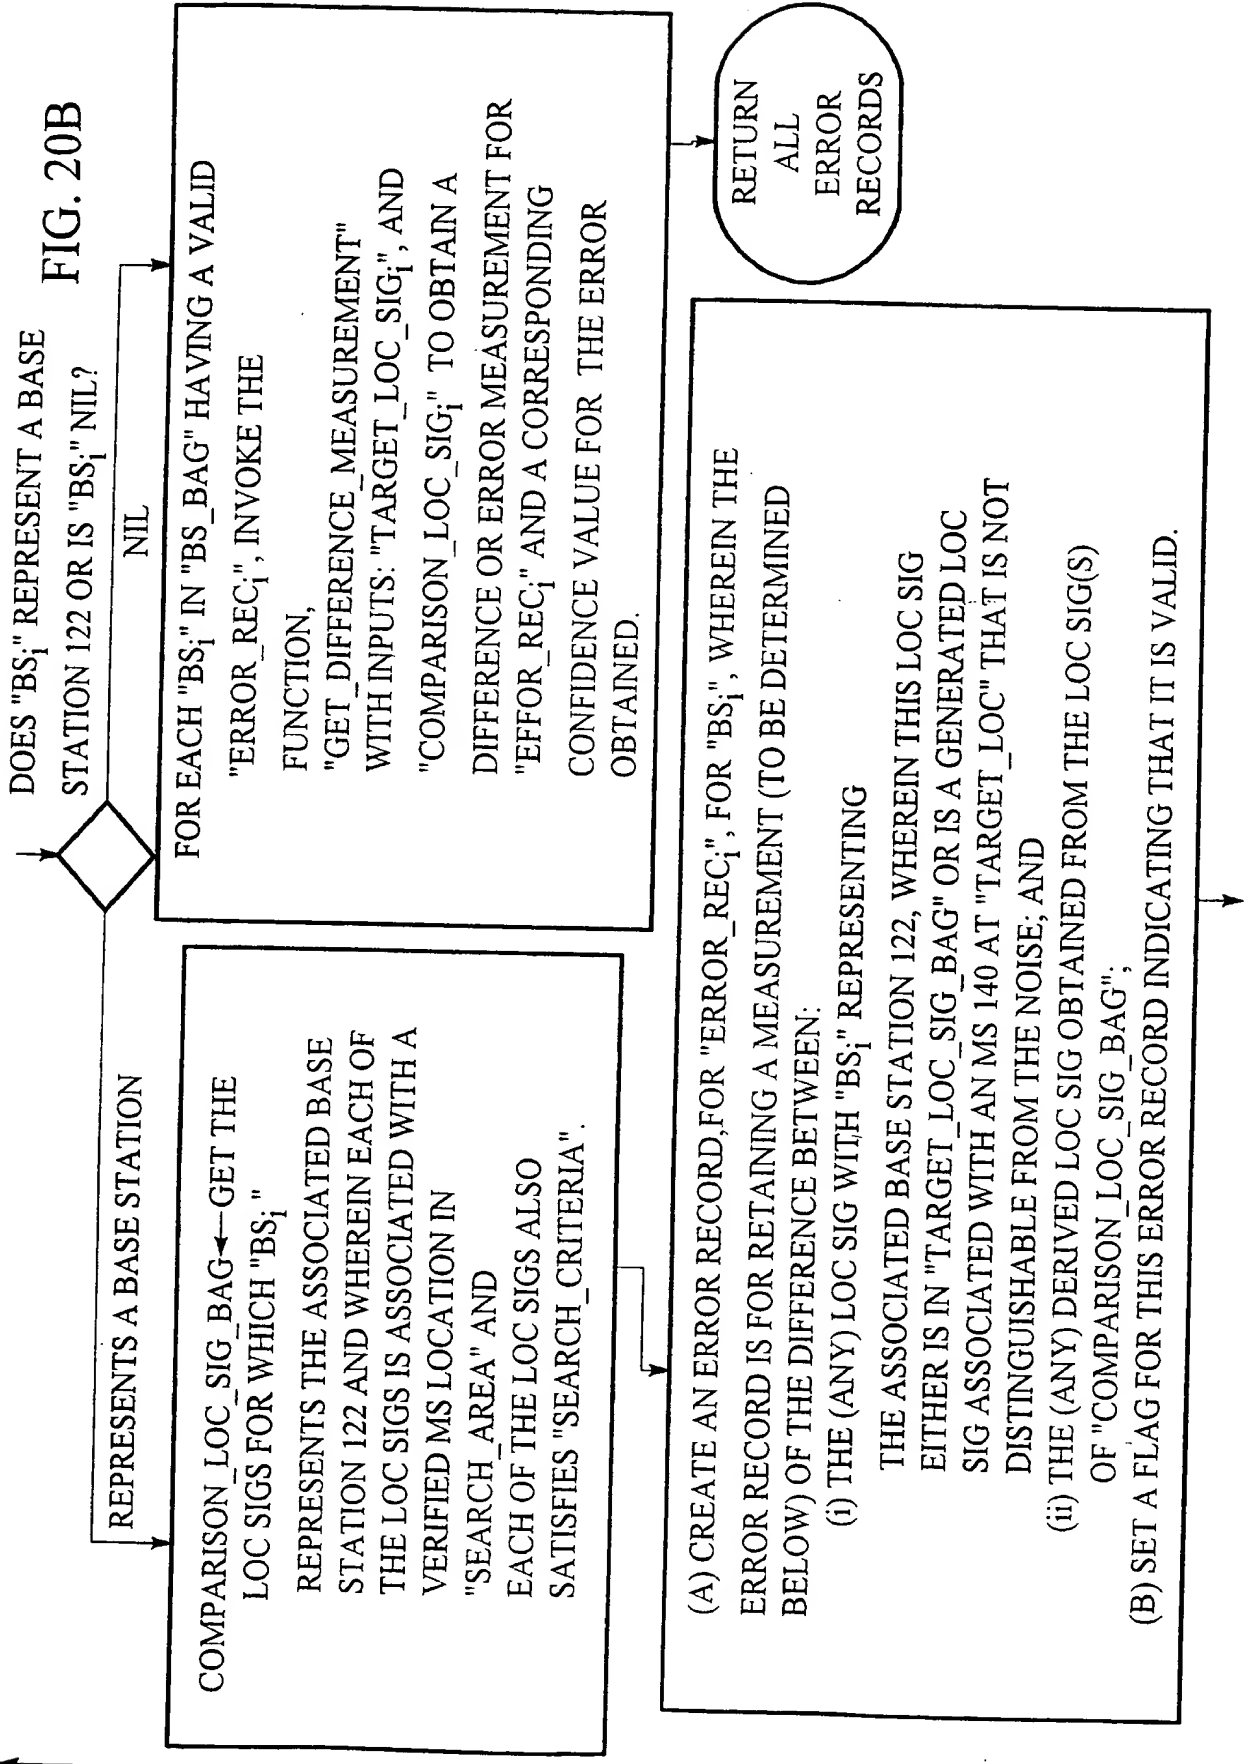 FIG. 20B
DOES "BS_i" REPRESENT A BASE
STATION 122 OR IS "BS_i" NIL?
REPRESENTS A BASE STATION
NIL
COMPARISON_LOC_SIG_BAG←GET THE
LOC SIGS FOR WHICH "BS_i"
REPRESENTS THE ASSOCIATED BASE
STATION 122 AND WHEREIN EACH OF
THE LOC SIGS IS ASSOCIATED WITH A
VERIFIED MS LOCATION IN
"SEARCH_AREA" AND
EACH OF THE LOC SIGS ALSO
SATISFIES "SEARCH_CRITERIA".
FOR EACH "BS_i" IN "BS_BAG" HAVING A VALID
"ERROR_REC_i", INVOKE THE
FUNCTION,
"GET_DIFFERENCE_MEASUREMENT"
WITH INPUTS: "TARGET_LOC_SIG_i", AND
"COMPARISON_LOC_SIG_i" TO OBTAIN A
DIFFERENCE OR ERROR MEASUREMENT FOR
"EFFOR_REC_i" AND A CORRESPONDING
CONFIDENCE VALUE FOR THE ERROR
OBTAINED.
RETURN
ALL
ERROR
RECORDS
(A) CREATE AN ERROR RECORD,FOR "ERROR_REC_i", FOR "BS_i", WHEREIN THE
ERROR RECORD IS FOR RETAINING A MEASUREMENT (TO BE DETERMINED
BELOW) OF THE DIFFERENCE BETWEEN:
(i) THE (ANY) LOC SIG WITH "BS_i" REPRESENTING
THE ASSOCIATED BASE STATION 122, WHEREIN THIS LOC SIG
EITHER IS IN "TARGET_LOC_SIG_BAG" OR IS A GENERATED LOC
SIG ASSOCIATED WITH AN MS 140 AT "TARGET_LOC" THAT IS NOT
DISTINGUISHABLE FROM THE NOISE; AND
(ii) THE (ANY) DERIVED LOC SIG OBTAINED FROM THE LOC SIG(S)
OF "COMPARISON_LOC_SIG_BAG";
(B) SET A FLAG FOR THIS ERROR RECORD INDICATING THAT IT IS VALID.